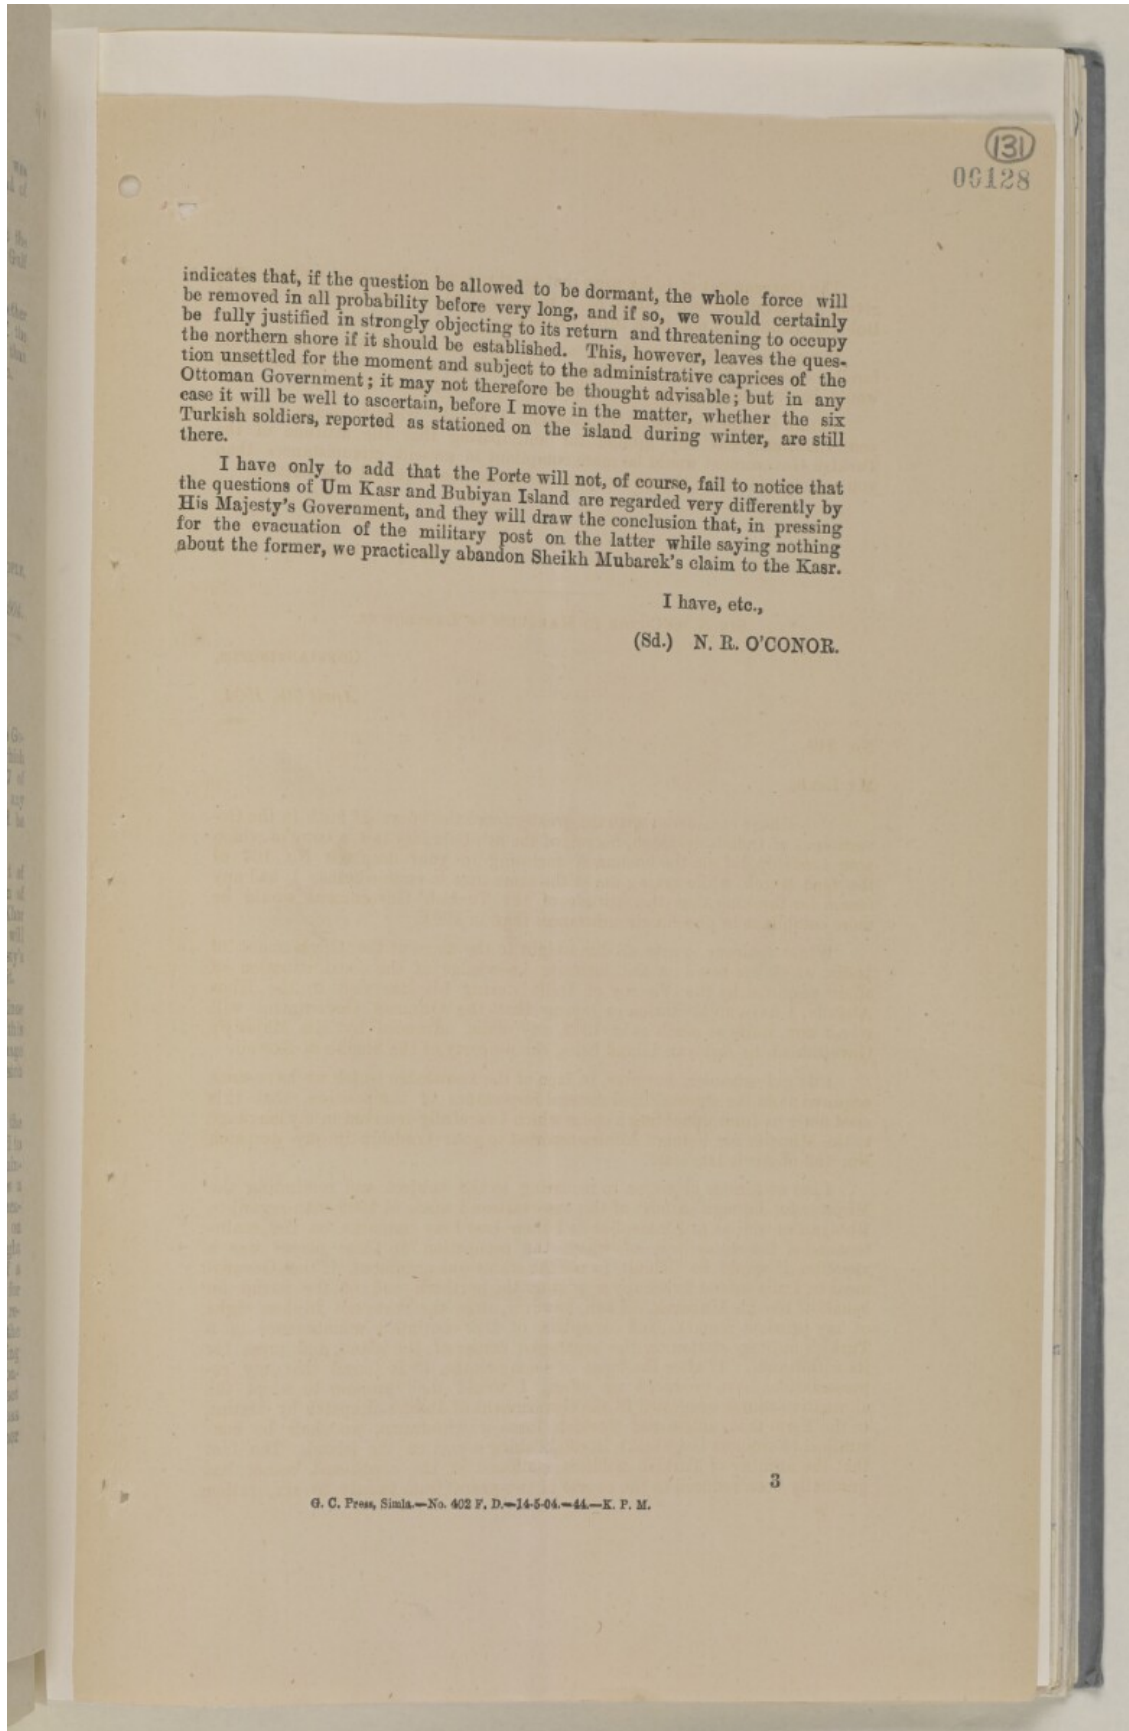 131
00128
indicates that, if the question be allowed to be dormant, the whole force will
be removed in all probability before very long, and if so, we would certainly
be fully justified in strongly objecting to its return and threatening to occupy
the northern shore if it should be established. This, however, leaves the ques-
tion unsettled for the moment and subject to the administrative caprices of the
Ottoman Government; it may not therefore be thought advisable; but in any
case it will be well to ascertain, before I move in the matter, whether the six
Turkish soldiers, reported as stationed on the island during winter, are still
there.
I have only to add that the Porte will not, of course, fail to notice that
the questions of Um Kasr and Bubiyan Island are regarded very differently by
His Majesty's Government, and they will draw the conclusion that, in pressing
for the evacuation of the military post on the latter while saying nothing
about the former, we practically abandon Sheikh Mubarek's claim to the Kasr.
I have, etc.,
(Sd.) N. R. O'CONOR.
3
G. C. Press, Simla.—No. 402 F. D.—14-5-04.—44.—K. P. M.